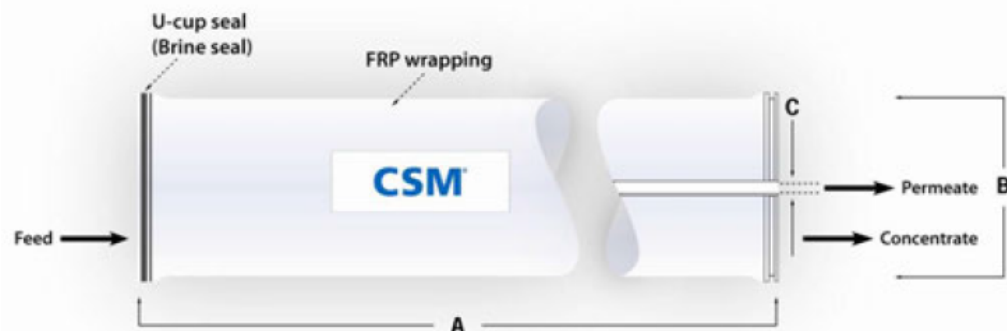 U-cup seal
(Brine seal)
FRP wrapping
C
CSM®
Permeate
B
Feed
Concentrate
A